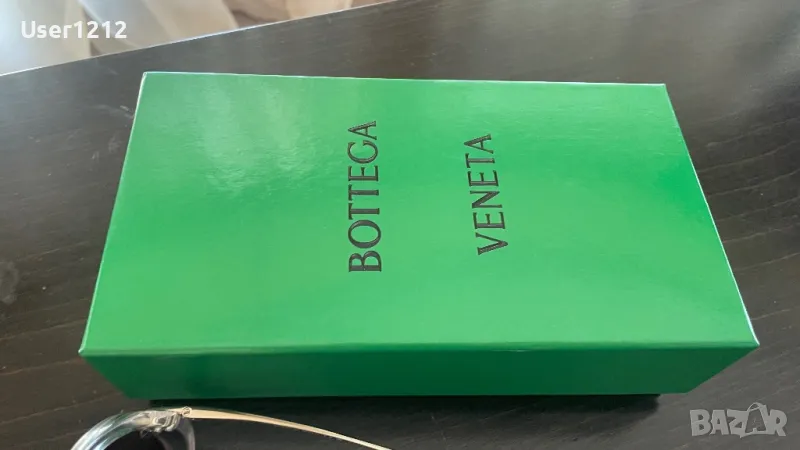 User1212
BOTTEGA
VENETA
BAZAR